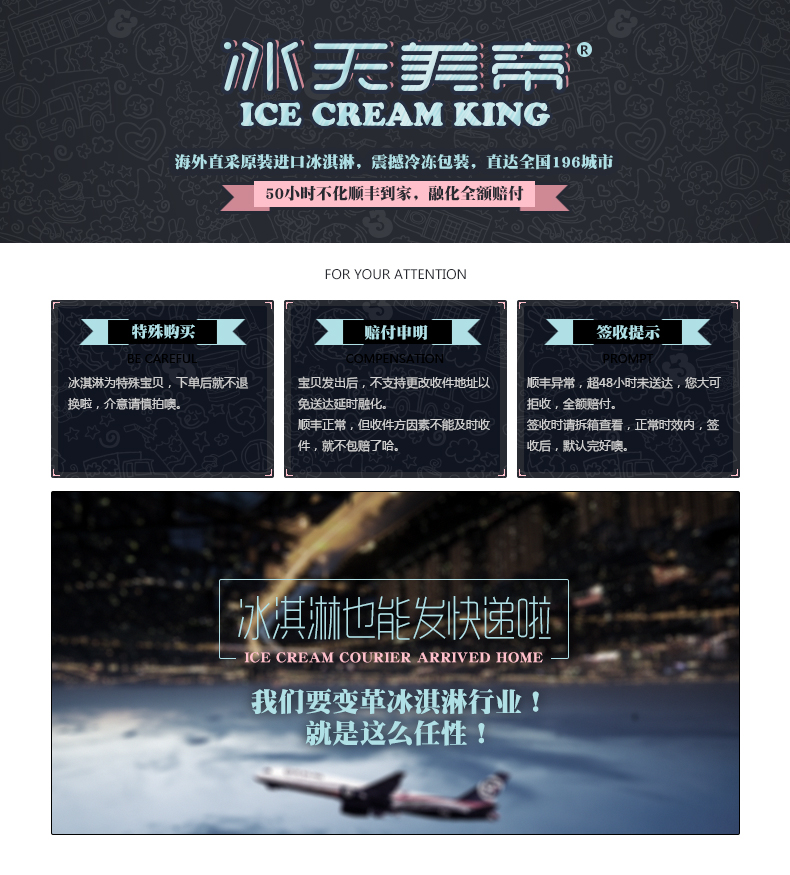 冰天美帝®
ICE CREAM KING
海外直采原装进口冰淇淋，震撼冷冻包装，直达全国196城市
50小时不化顺丰到家，融化全额赔付
FOR YOUR ATTENTION
特殊购买
BE CAREFUL
冰淇淋为特殊宝贝，下单后就不退
换啦，介意请慎拍噢。
赔付申明
COMPENSATION
宝贝发出后，不支持更改收件地址以
免送达延时融化。
顺丰正常，但收件方因素不能及时收
件，就不包赔了哈。
签收提示
PROMPT
顺丰异常，超48小时未送达，您大可
拒收，全额赔付。
签收时请拆箱查看，正常时效内，签
收后，默认完好噢。
冰淇淋也能发快递啦
ICE CREAM COURIER ARRIVED HOME
我们要变革冰淇淋行业！
就是这么任性！